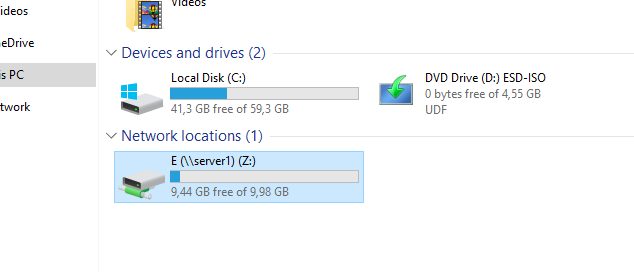 Videos
ideos
neDrive
is PC
twork
Devices and drives (2)
Local Disk (C:)
41,3 GB free of 59,3 GB
DVD Drive (D:) ESD-ISO
0 bytes free of 4,55 GB
UDF
Network locations (1)
E (\\server1) (Z:)
9,44 GB free of 9,98 GB